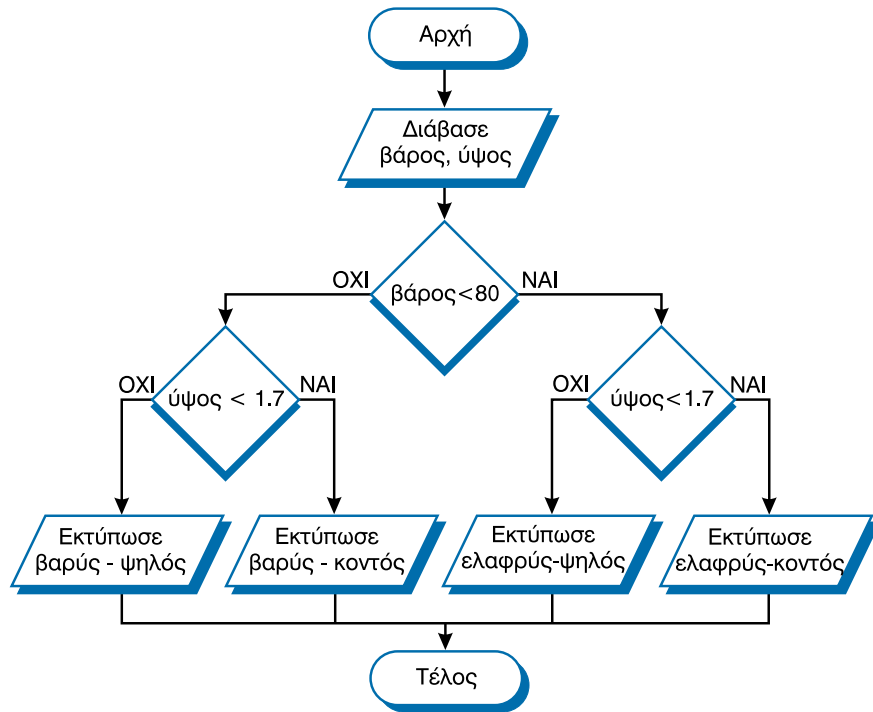 Αρχή
Διάβασε
βάρος, ύψος
ΟΧΙ
βάρος<80
ΝΑΙ
ΟΧΙ
ύψος < 1.7
ΝΑΙ
ΟΧΙ
ύψος<1.7
ΝΑΙ
Εκτύπωσε
βαρύς - ψηλός
Εκτύπωσε
βαρύς - κοντός
Εκτύπωσε
ελαφρύς-ψηλός
Εκτύπωσε
ελαφρύς-κοντός
Τέλος